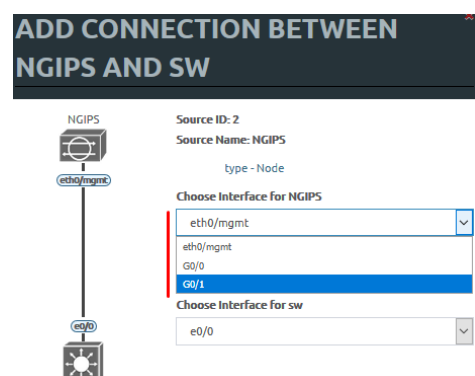 ADD CONNECTION BETWEEN
NGIPS AND SW
NGIPS
eth0/mgmt
e0/0
Source ID: 2
Source Name: NGIPS
type - Node
Choose Interface for NGIPS
eth0/mgmt
eth0/mgmt
G0/0
G0/1
Choose Interface for sw
e0/0